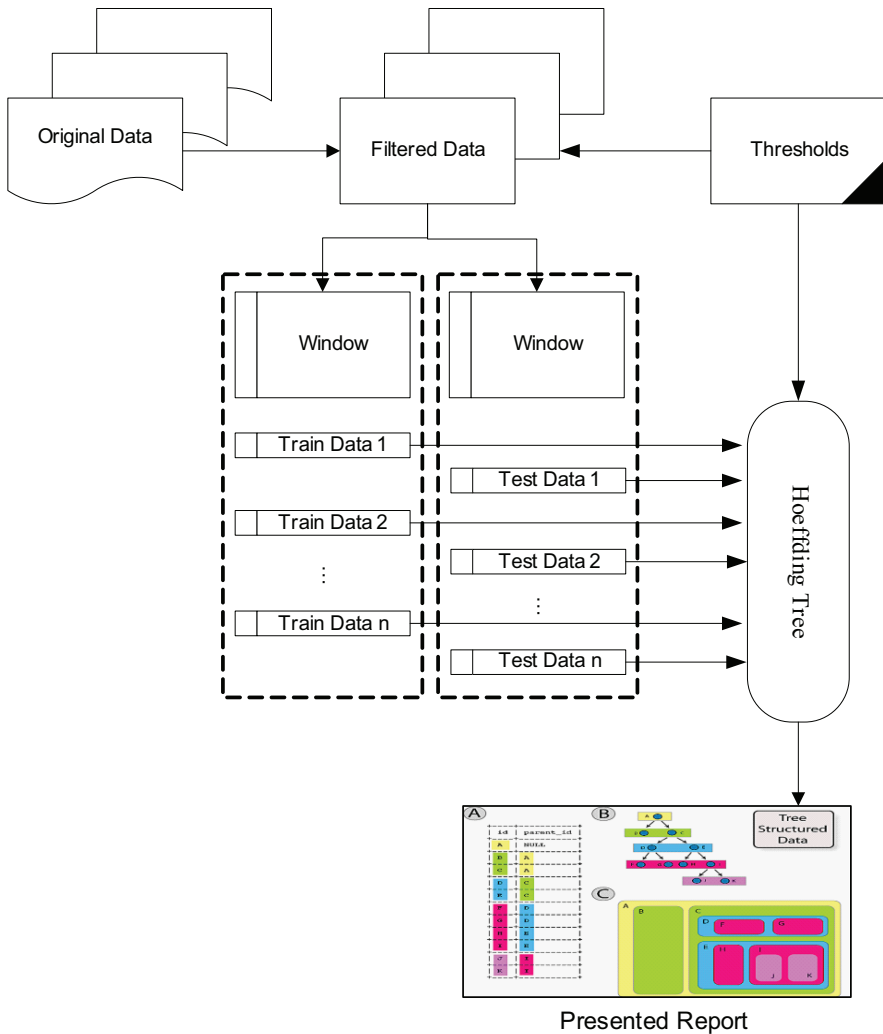 Original Data
Filtered Data
Thresholds
Window
Window
Train Data 1
Test Data 1
Train Data 2
Test Data 2
⋮
⋮
Train Data n
Test Data n
Hoeffding Tree
A
id parent_id
A NULL
B A
C A
D C
E C
F D
G D
H E
I E
J I
K I
B
A
B C
D E
F G H I
J K
Tree
Structured
Data
C
A
B
C
D
F
G
E
H
I
J
K
Presented Report